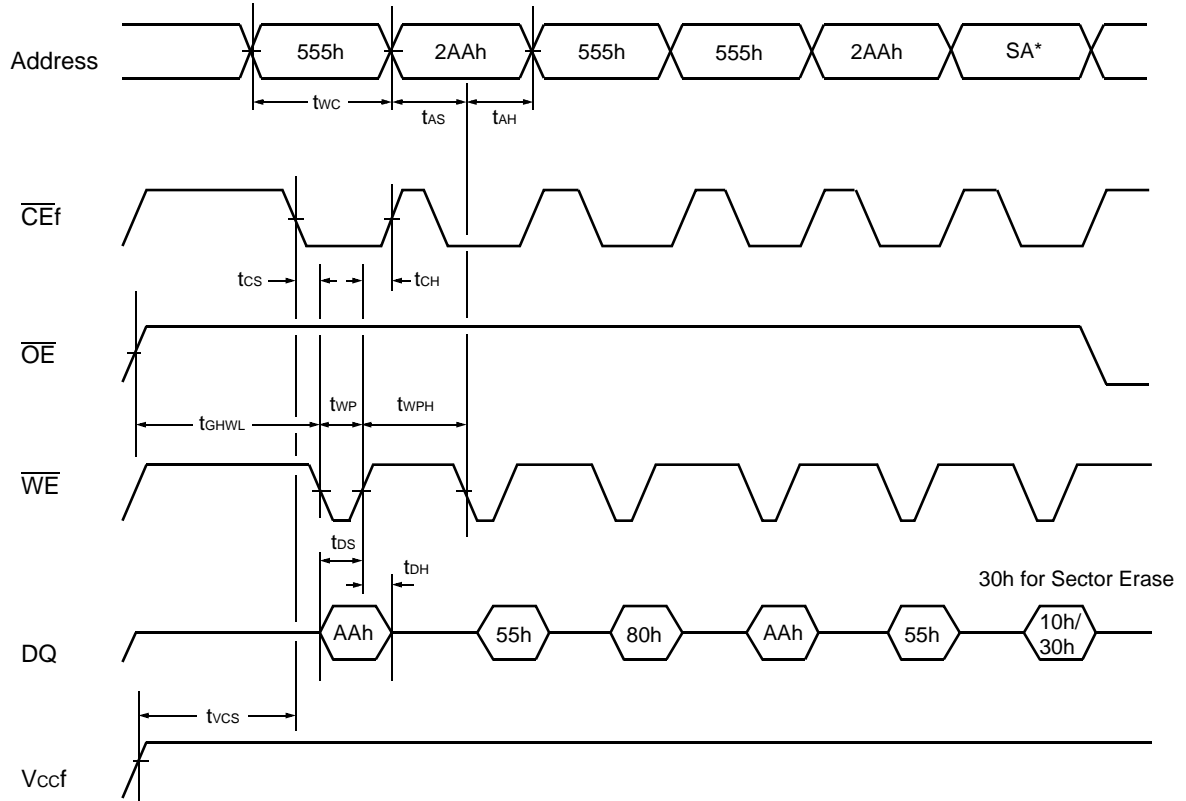 Address 555h 2AAh 555h 555h 2AAh SA*
tWC tAS tAH
CEf
tCS tCH
OE
tGHWL tWP tWPH
WE
tDS
tDH
30h for Sector Erase
DQ AAh 55h 80h AAh 55h 10h/
30h
tVCS
VCCf